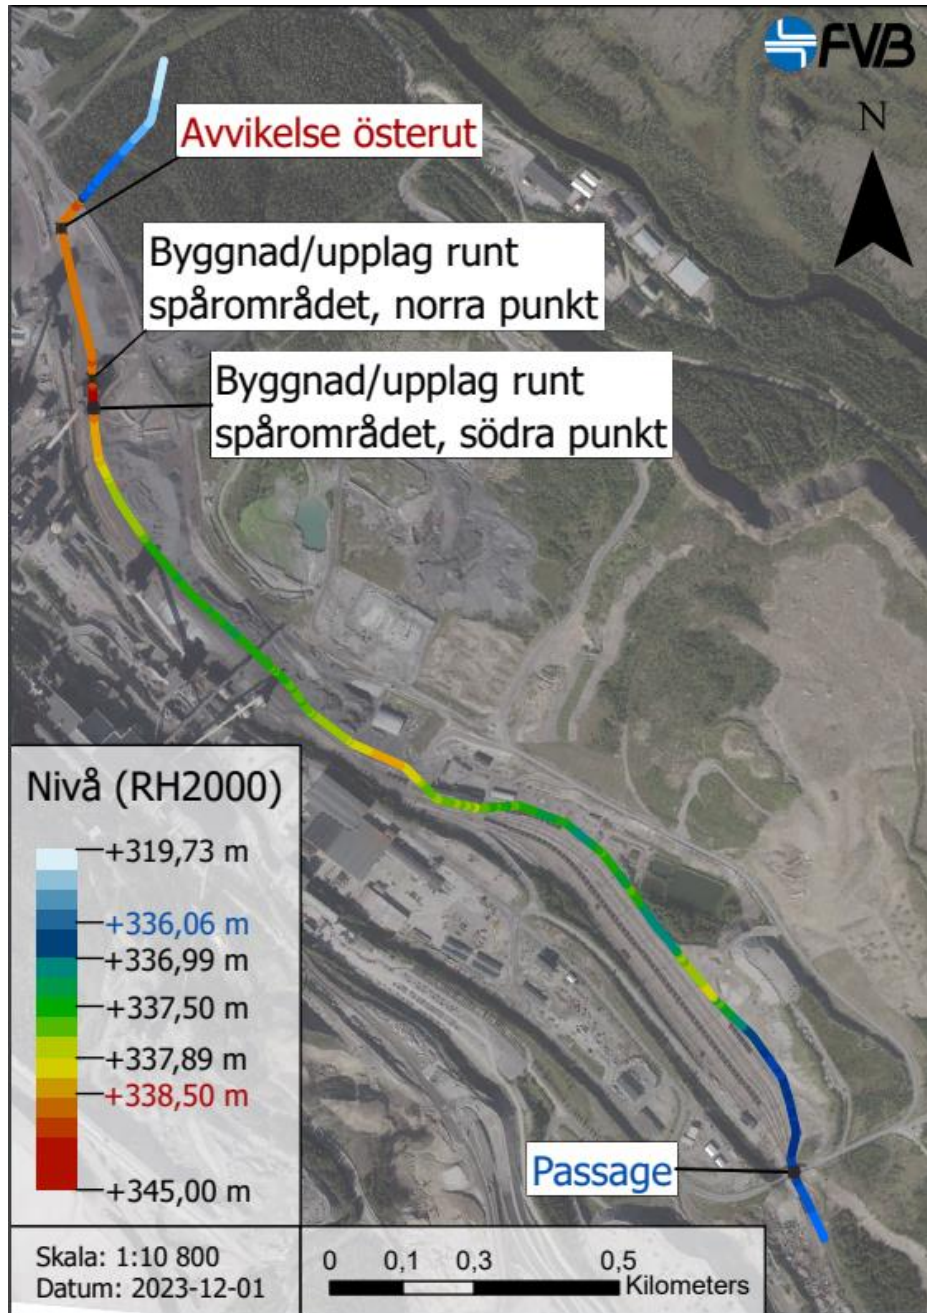 FVB
N
Avvikelse österut
Byggnad/upplag runt
spårområdet, norra punkt
Byggnad/upplag runt
spårområdet, södra punkt
Passage
Nivå (RH2000)
+319,73 m
+336,06 m
+336,99 m
+337,50 m
+337,89 m
+338,50 m
+345,00 m
Skala: 1:10 800
Datum: 2023-12-01
0 0,1 0,3 0,5
Kilometers